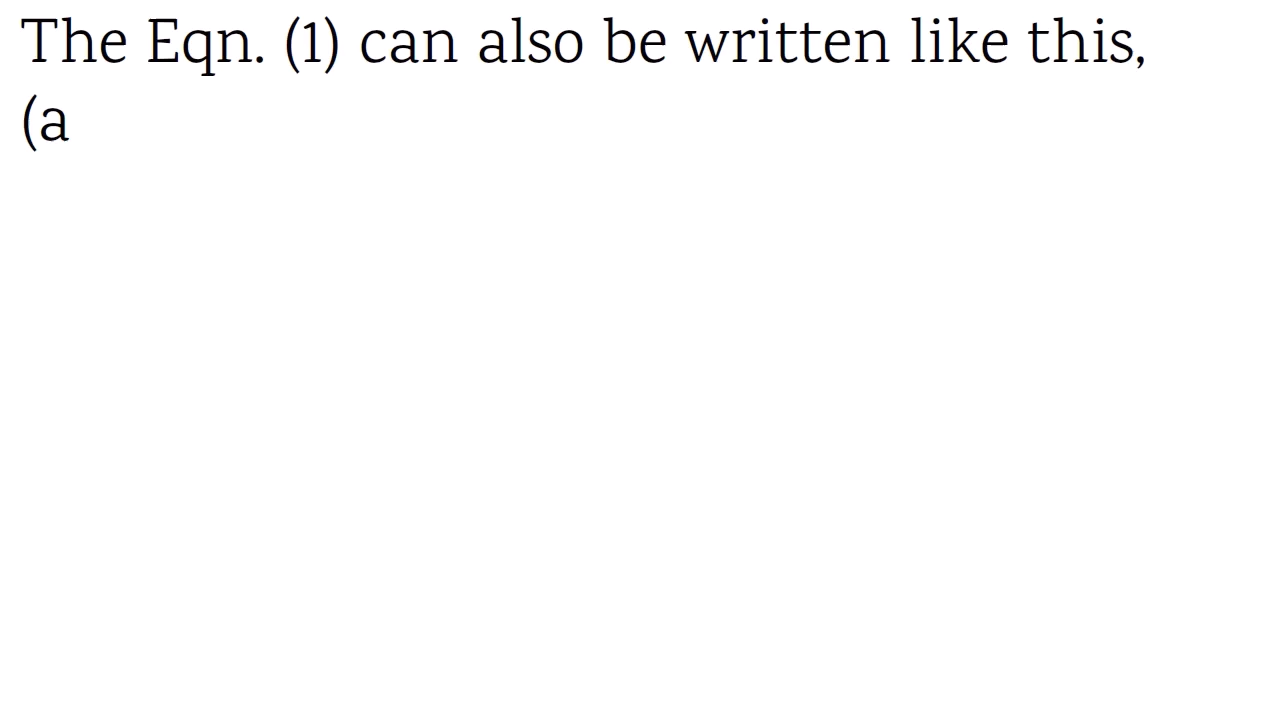 The Eqn. (1) can also be written like this,
(a